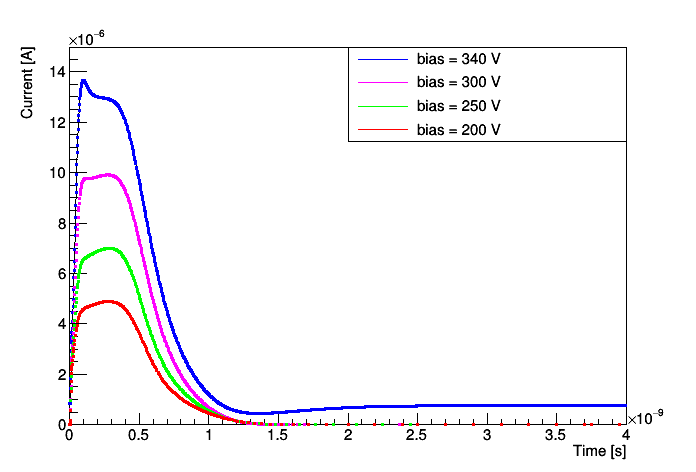 ×10⁻⁶
Current [A]
14
12
10
8
6
4
2
0
bias = 340 V
bias = 300 V
bias = 250 V
bias = 200 V
0 0.5 1 1.5 2 2.5 3 3.5 4
×10⁻⁹
Time [s]